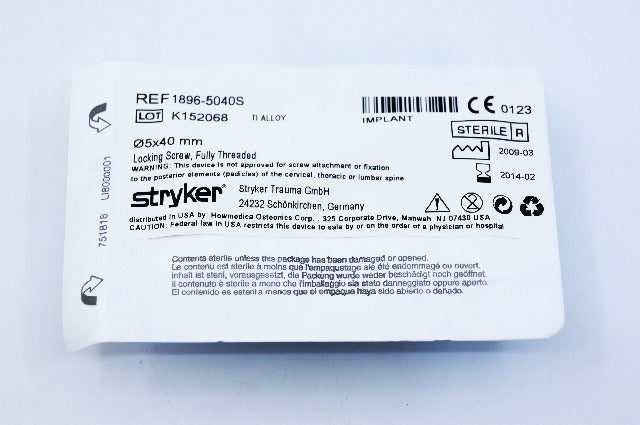 REF 1896-5040S
LOT K152068 TI ALLOY
IMPLANT
CE 0123
STERILE R
Ø5x40 mm
2009-03
Locking Screw, Fully Threaded
WARNING: This device is not approved for screw attachment or fixation
to the posterior elements (pedicles) of the cervical, thoracic or lumbar spine.
2014-02
stryker® Stryker Trauma GmbH
24232 Schönkirchen, Germany
distributed in USA by: Howmedica Osteonics Corp., 325 Corporate Drive, Mahwah NJ 07430 USA
CAUTION: Federal law in USA restricts this device to sale by or on the order of a physician or hospital
751818 LI8000001
Contents sterile unless this package has been damaged or opened.
Le contenu est stérile à moins que l'empaquetage ait été endommagé ou ouvert.
Inhalt ist steril, vorausgesetzt, die Packung wurde weder beschädigt noch geöffnet.
Il contenuto è sterile a meno che l'imballaggio sia stato danneggiato oppure aperto.
El contenido es esteril a menos que el empaque haya sido abierto o dañado.